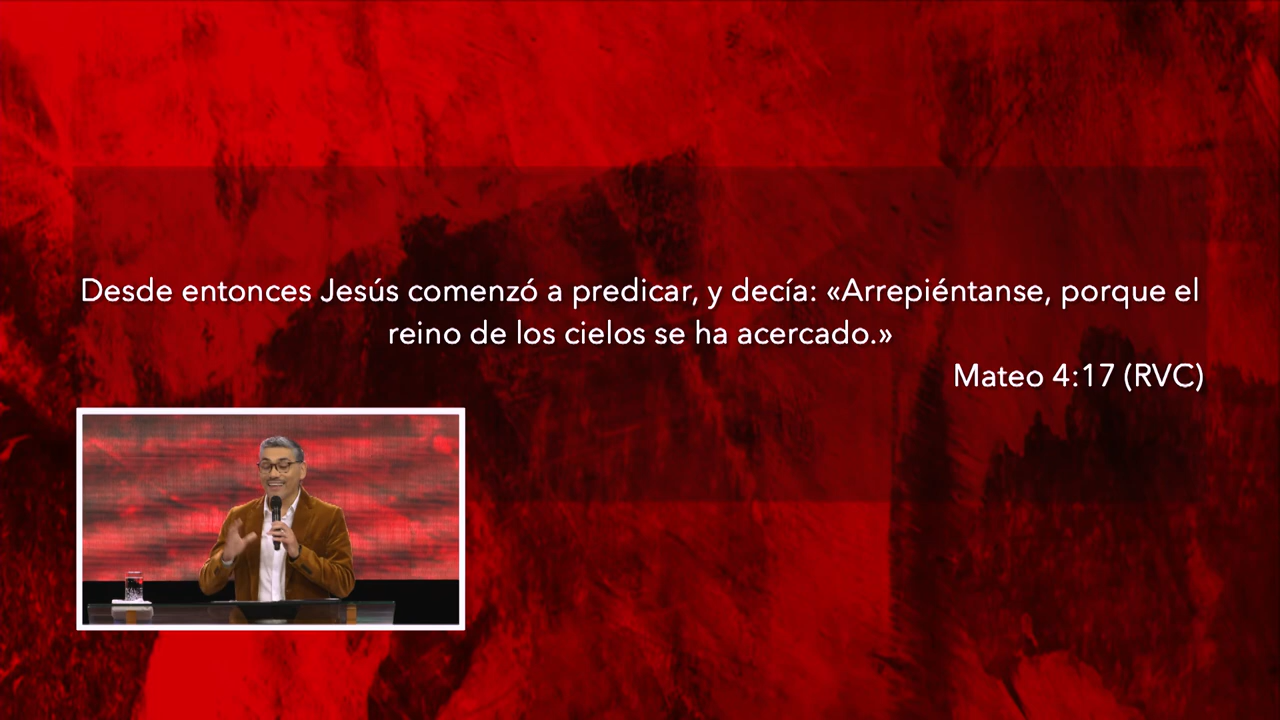 Desde entonces Jesús comenzó a predicar, y decía: «Arrepiéntanse, porque el
reino de los cielos se ha acercado.»
Mateo 4:17 (RVC)